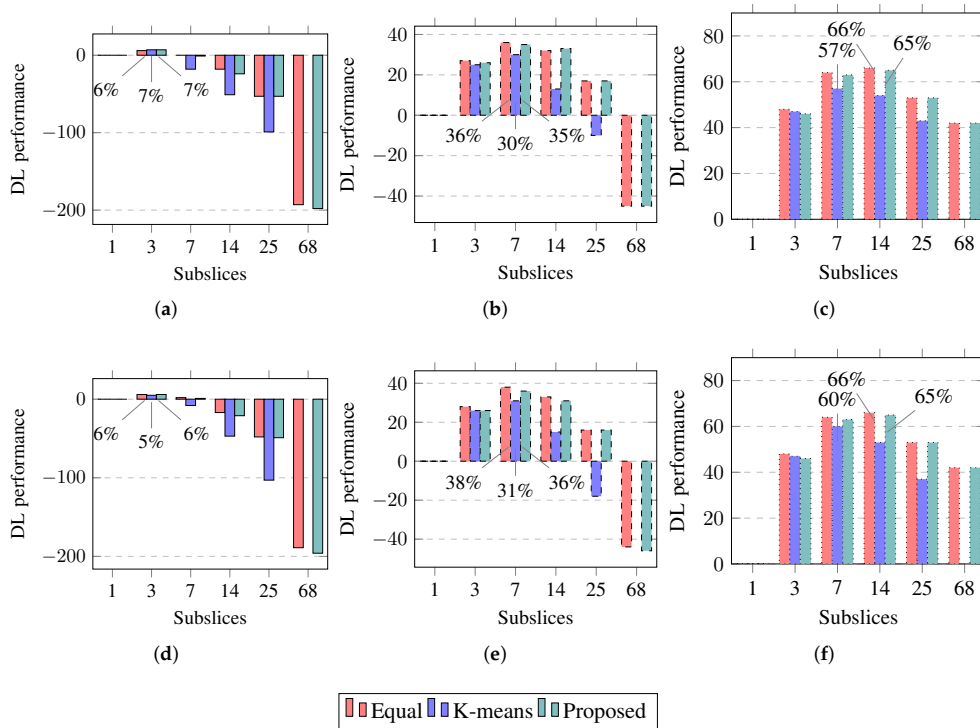 DL performance
0
−100
−200
6%
7%
7%
1 3 7 14 25 68
Subslices
(a)
DL performance
40
20
0
−20
−40
36%
30%
35%
1 3 7 14 25 68
Subslices
(b)
DL performance
80
60
40
20
0
66%
57%
65%
1 3 7 14 25 68
Subslices
(c)
DL performance
0
−100
−200
6%
5%
6%
1 3 7 14 25 68
Subslices
(d)
DL performance
40
20
0
−20
−40
38%
31%
36%
1 3 7 14 25 68
Subslices
(e)
DL performance
80
60
40
20
0
66%
60%
65%
1 3 7 14 25 68
Subslices
(f)
Equal K-means Proposed